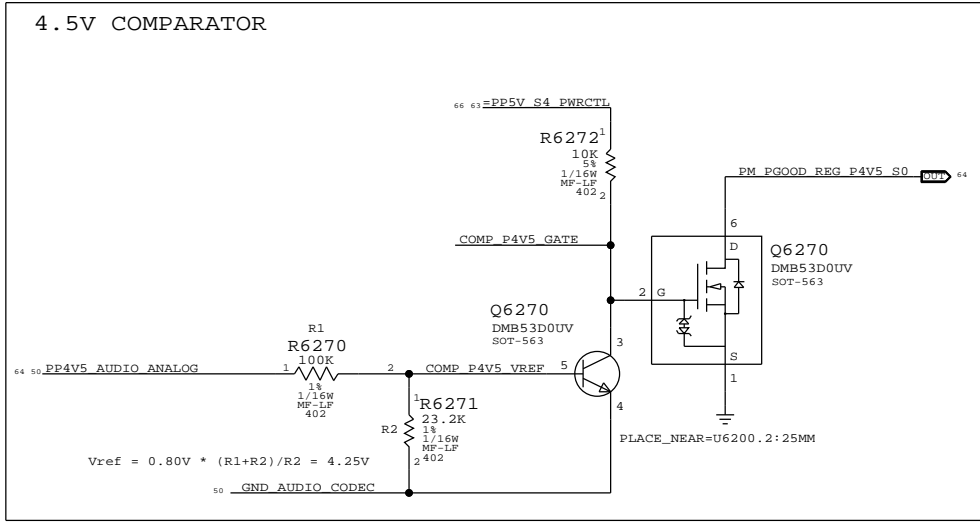 4.5V COMPARATOR
66 63 =PP5V_S4_PWRCTL
R6272 1
10K
5%
1/16W
MF-LF
402 2
PM_PGOOD_REG_P4V5_S0 OUT 64
6
COMP_P4V5_GATE
D
Q6270
DMB53D0UV
SOT-563
2 G
Q6270
DMB53D0UV
SOT-563
R1
R6270
100K
3
S
64 50 PP4V5_AUDIO_ANALOG 1 2 COMP_P4V5_VREF 5
1%
1/16W
MF-LF
402
1
1
R6271
23.2K
R2 1%
1/16W
MF-LF
2 402
4
PLACE_NEAR=U6200.2:25MM
Vref = 0.80V * (R1+R2)/R2 = 4.25V
50 GND_AUDIO_CODEC